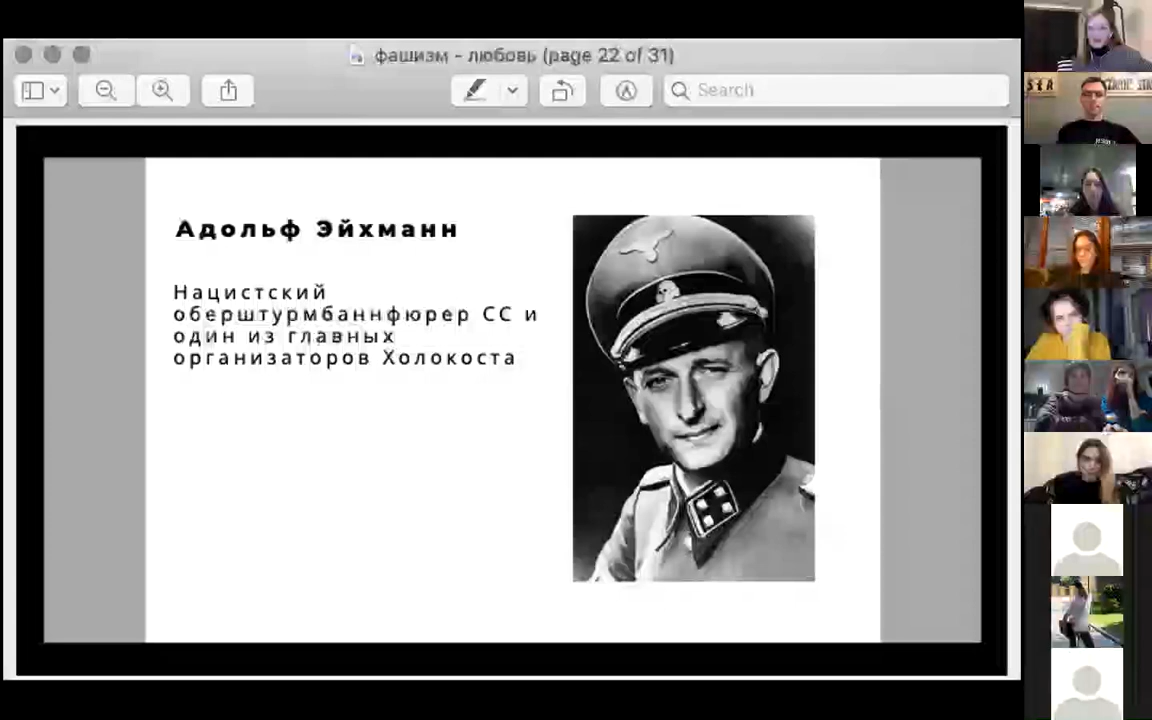 фашизм - любовь (page 22 of 31)
Search
Адольф Эйхманн
Нацистский
оберштурмбаннфюрер СС и
один из главных
организаторов Холокоста